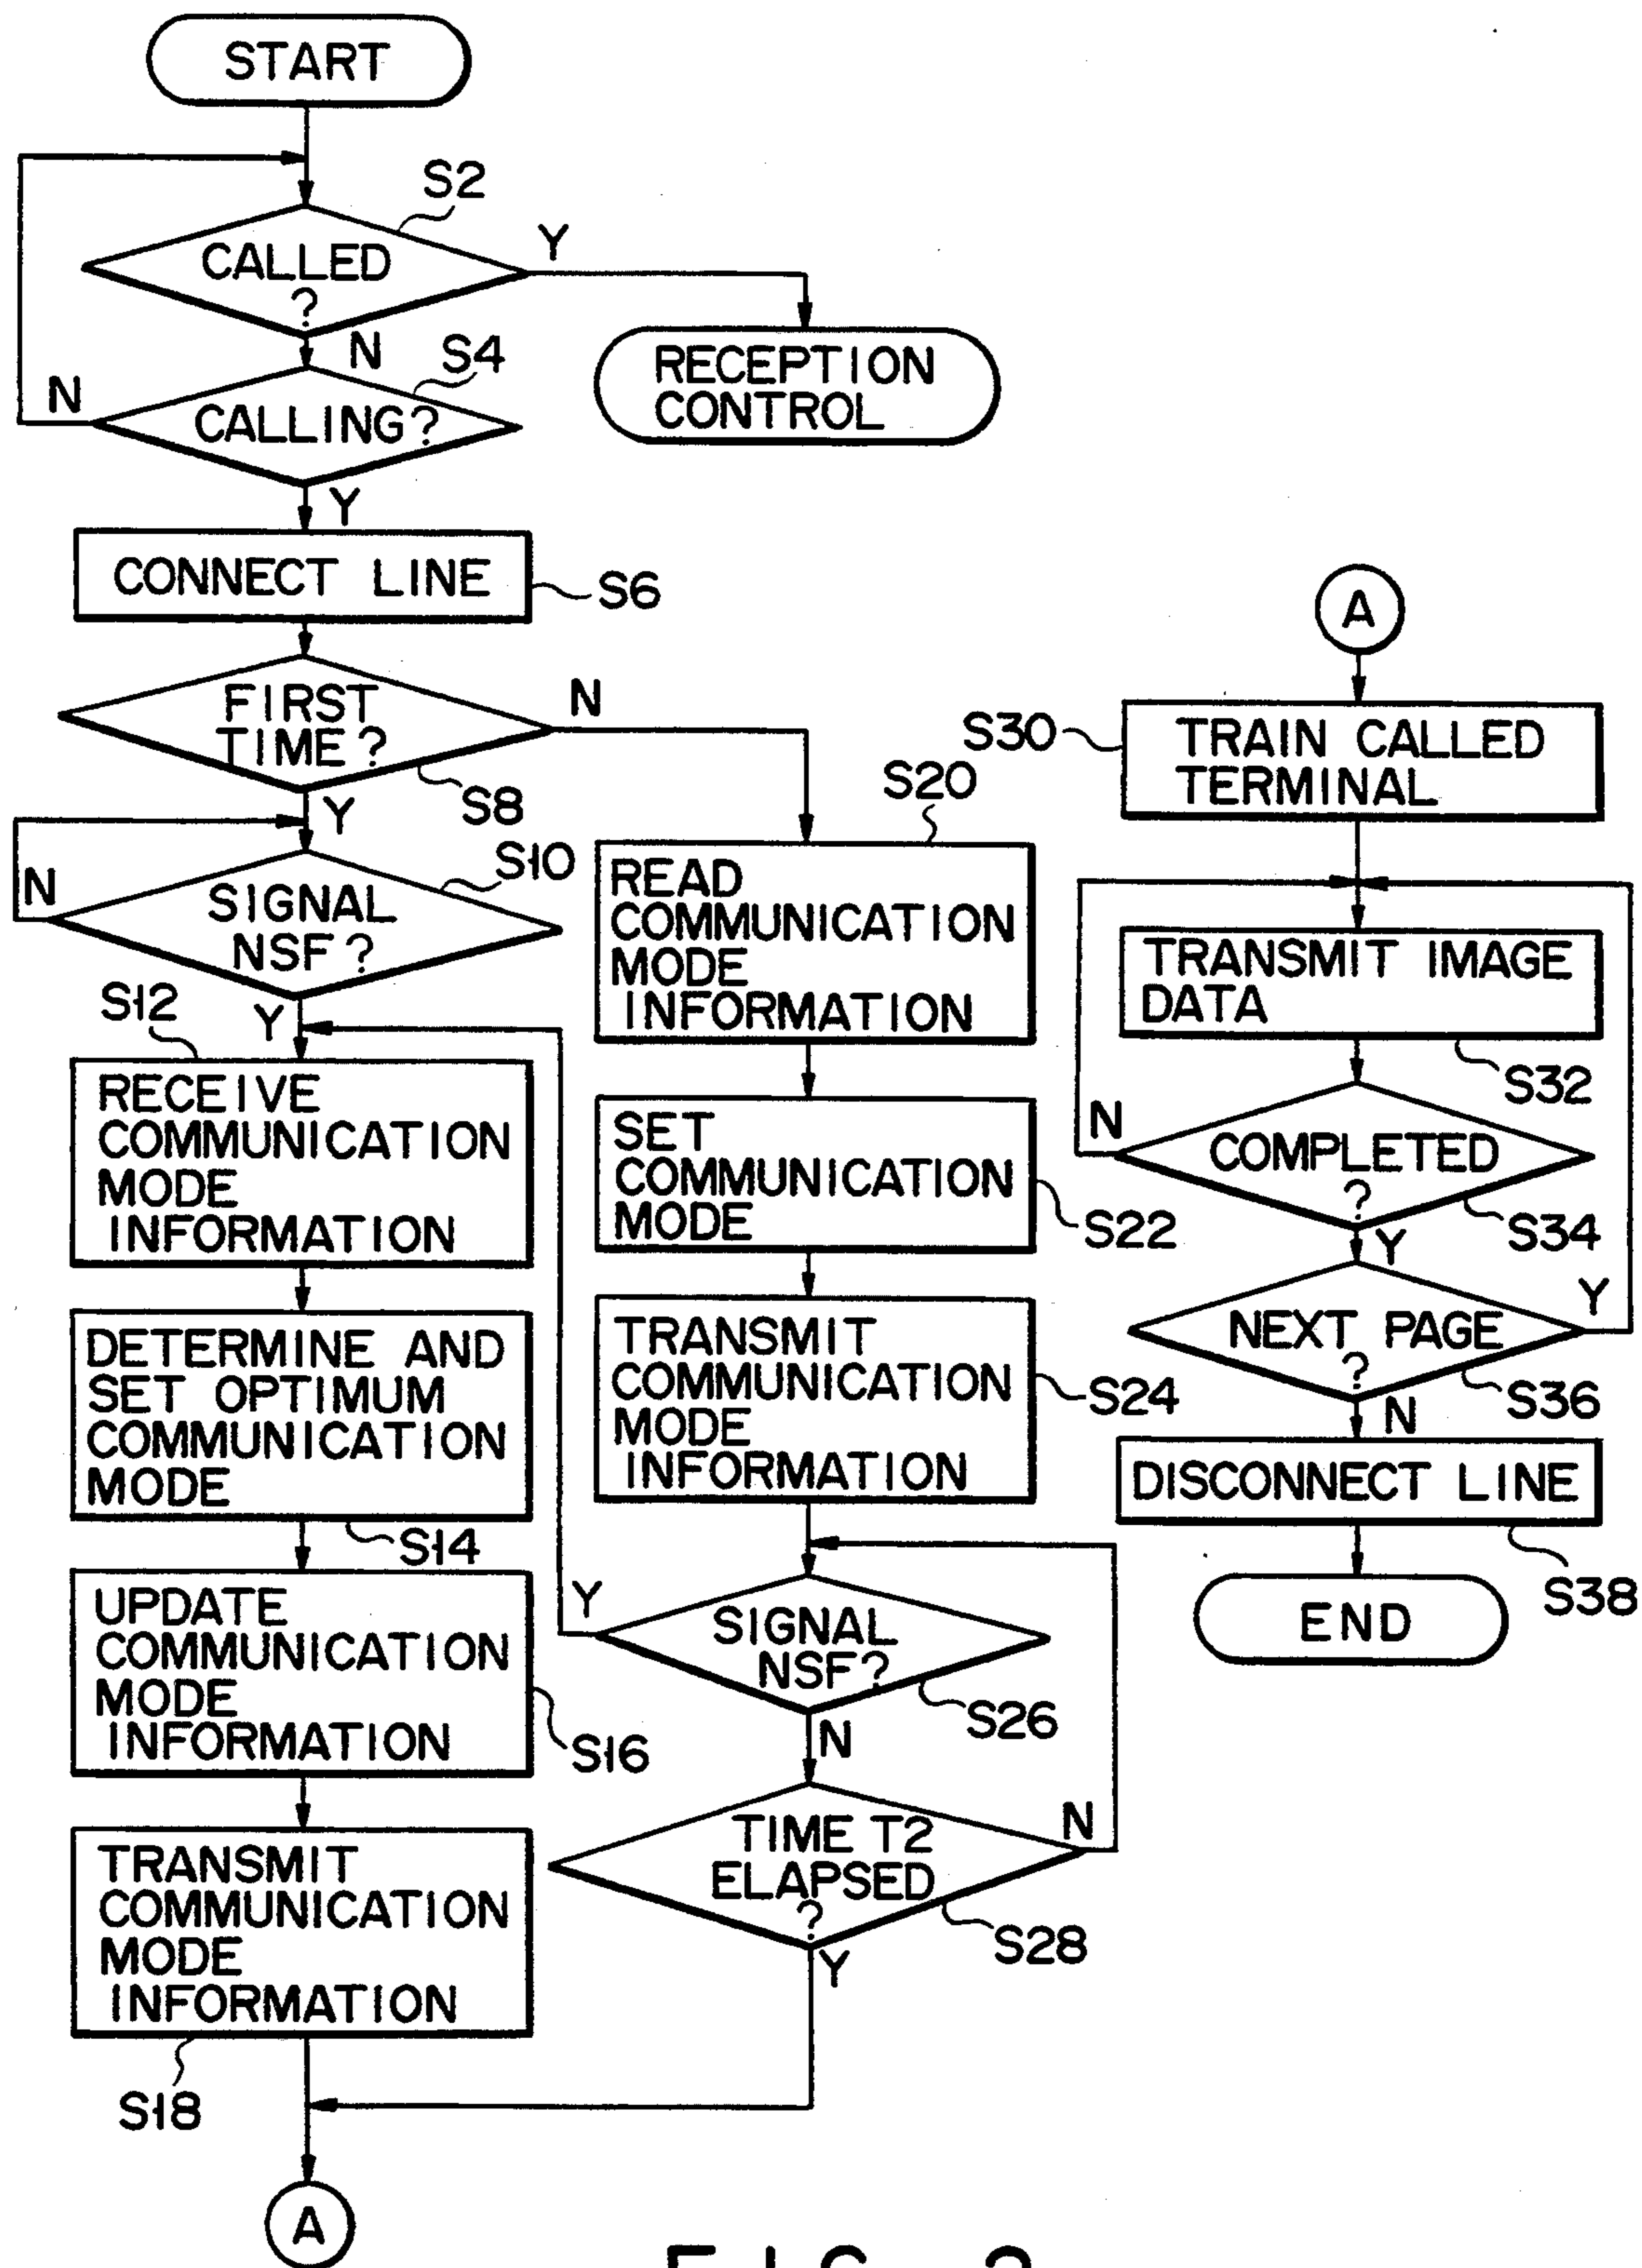 START
S2
CALLED
?
Y
N
S4
RECEPTION
CONTROL
N
CALLING?
Y
CONNECT LINE
S6
FIRST
TIME?
N
S8
Y
S10
N
SIGNAL
NSF?
S12
Y
RECEIVE
COMMUNICATION
MODE
INFORMATION
DETERMINE AND
SET OPTIMUM
COMMUNICATION
MODE
S14
UPDATE
COMMUNICATION
MODE
INFORMATION
S16
TRANSMIT
COMMUNICATION
MODE
INFORMATION
S18
A
S20
READ
COMMUNICATION
MODE
INFORMATION
SET
COMMUNICATION
MODE
S22
TRANSMIT
COMMUNICATION
MODE
INFORMATION
S24
Y
SIGNAL
NSF?
S26
N
TIME T2
ELAPSED
?
N
S28
Y
A
S30
TRAIN CALLED
TERMINAL
TRANSMIT IMAGE
DATA
S32
N
COMPLETED
?
S34
Y
NEXT PAGE
?
Y
S36
N
DISCONNECT LINE
S38
END